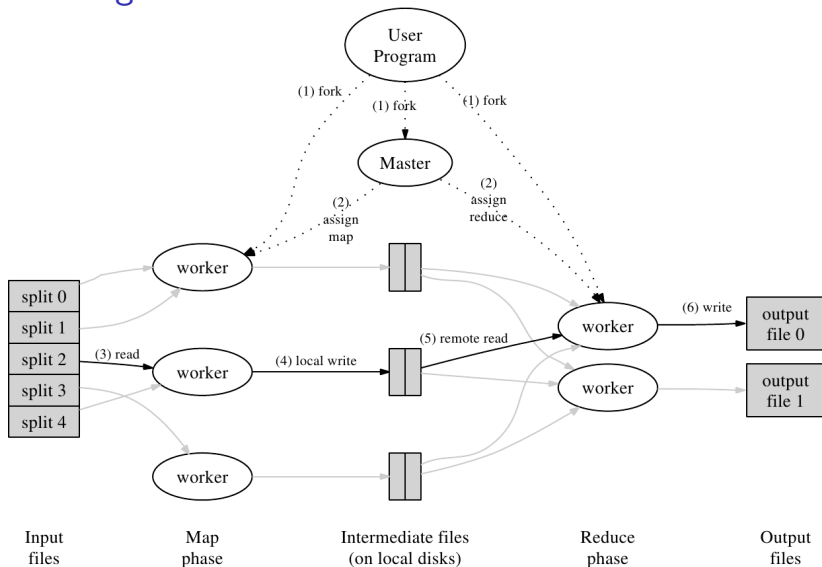 User
Program
(1) fork
(1) fork
(1) fork
Master
(2)
assign
map
(2)
assign
reduce
worker
split 0
split 1
split 2
split 3
split 4
(3) read
worker
(4) local write
(5) remote read
worker
(6) write
output
file 0
worker
output
file 1
worker
Input
files
Map
phase
Intermediate files
(on local disks)
Reduce
phase
Output
files